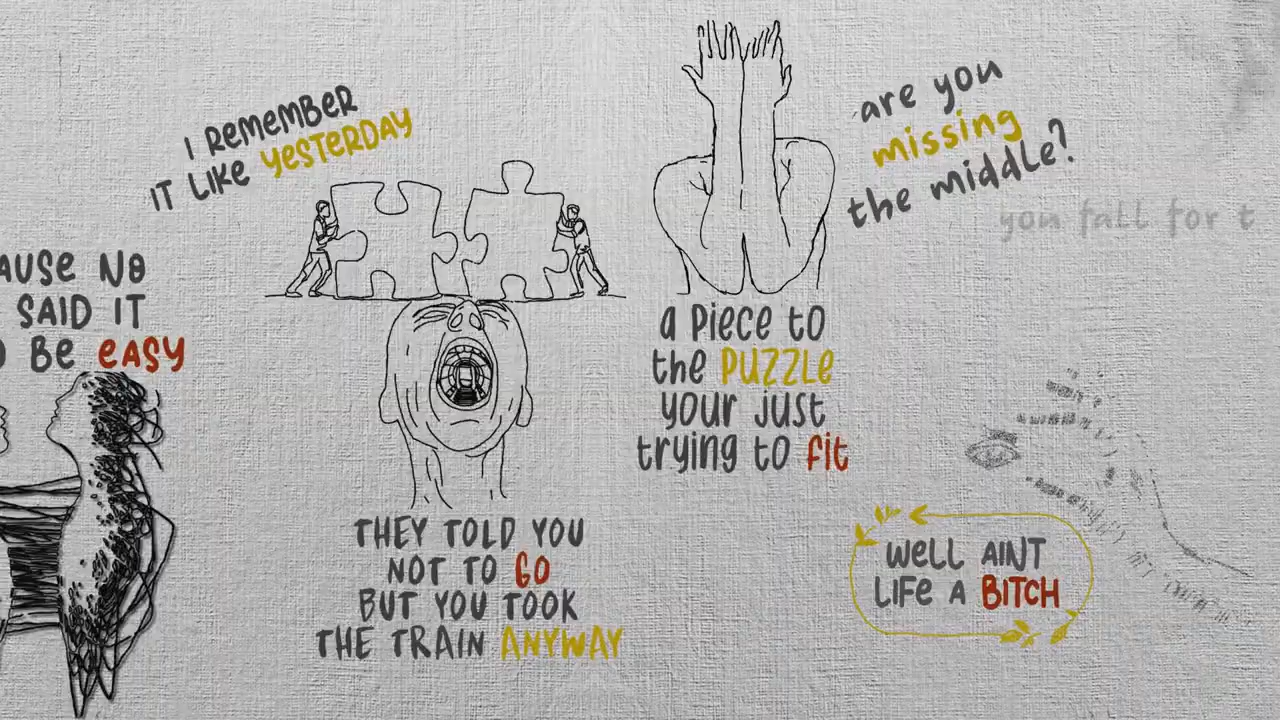 I REMEMBER
IT LIKE YESTERDAY
NO
SAID IT
BE EASY
THEY TOLD YOU
NOT TO GO
BUT YOU TOOK
THE TRAIN ANYWAY
a piece to
the PUZZLE
your just
trying to fit
are you
missing
the middle?
you fall for t
WELL AINT
LIFE A BITCH